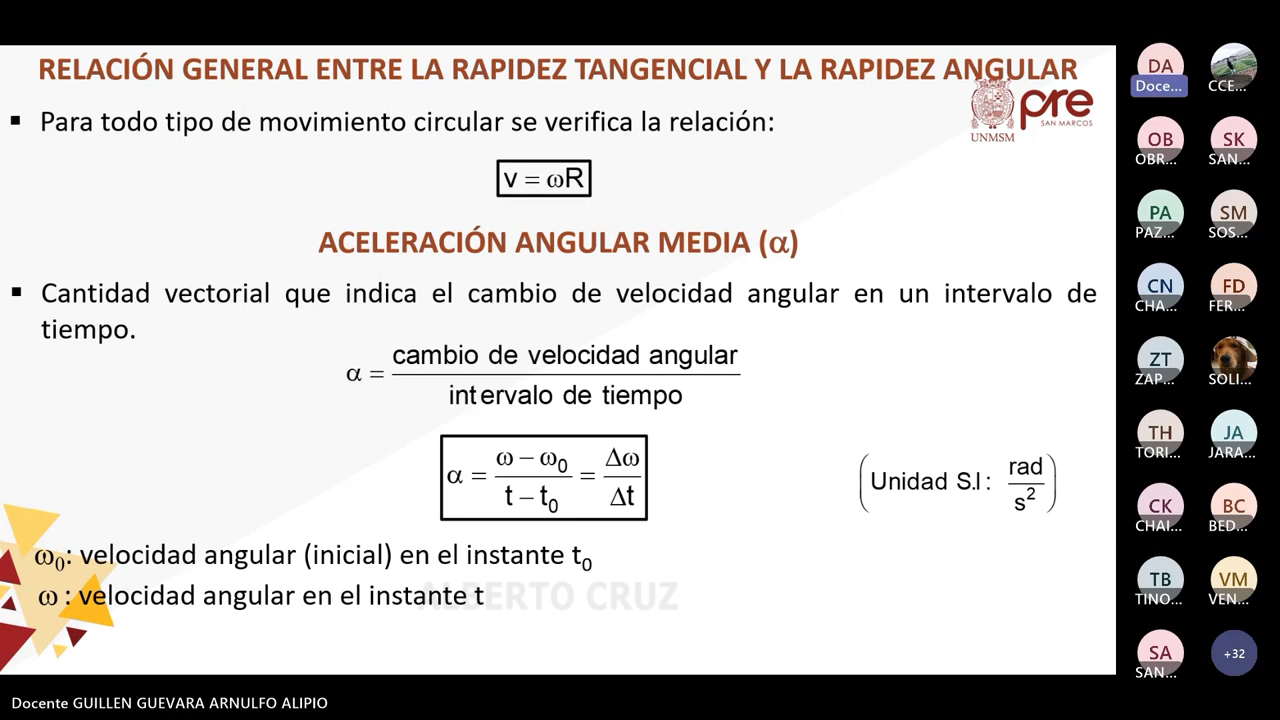 RELACIÓN GENERAL ENTRE LA RAPIDEZ TANGENCIAL Y LA RAPIDEZ ANGULAR
UNMSM
pre
SAN MARCOS
▪ Para todo tipo de movimiento circular se verifica la relación:
v = ωR
ACELERACIÓN ANGULAR MEDIA (α)
▪ Cantidad vectorial que indica el cambio de velocidad angular en un intervalo de
tiempo.
α = cambio de velocidad angular / intervalo de tiempo
α = (ω − ω₀) / (t − t₀) = Δω / Δt
(Unidad S.I : rad / s²)
ω₀: velocidad angular (inicial) en el instante t₀
ω : velocidad angular en el instante t
ALBERTO CRUZ
DA
Doce...
CCE...
OB
OBR...
SK
SAN...
PA
PAZ...
SM
SOS...
CN
CHA...
FD
FER...
ZT
ZAP...
SOLI...
TH
TORI...
JA
JARA...
CK
CHAI...
BC
BED...
TB
TINO...
VM
VEN...
SA
SAN...
+32
Docente GUILLEN GUEVARA ARNULFO ALIPIO